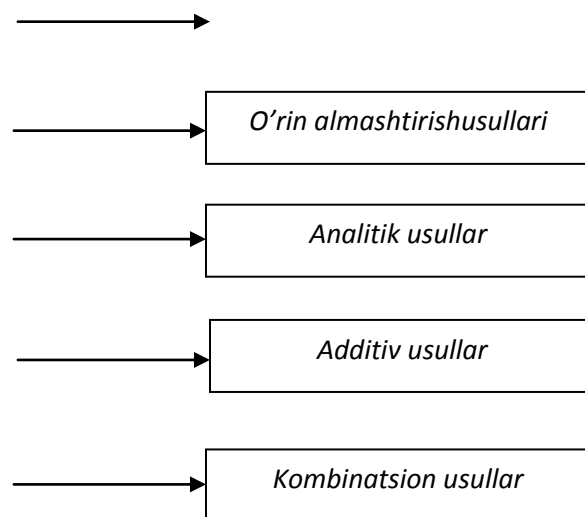 O'rin almashtirishusullari
Analitik usullar
Additiv usullar
Kombinatsion usullar